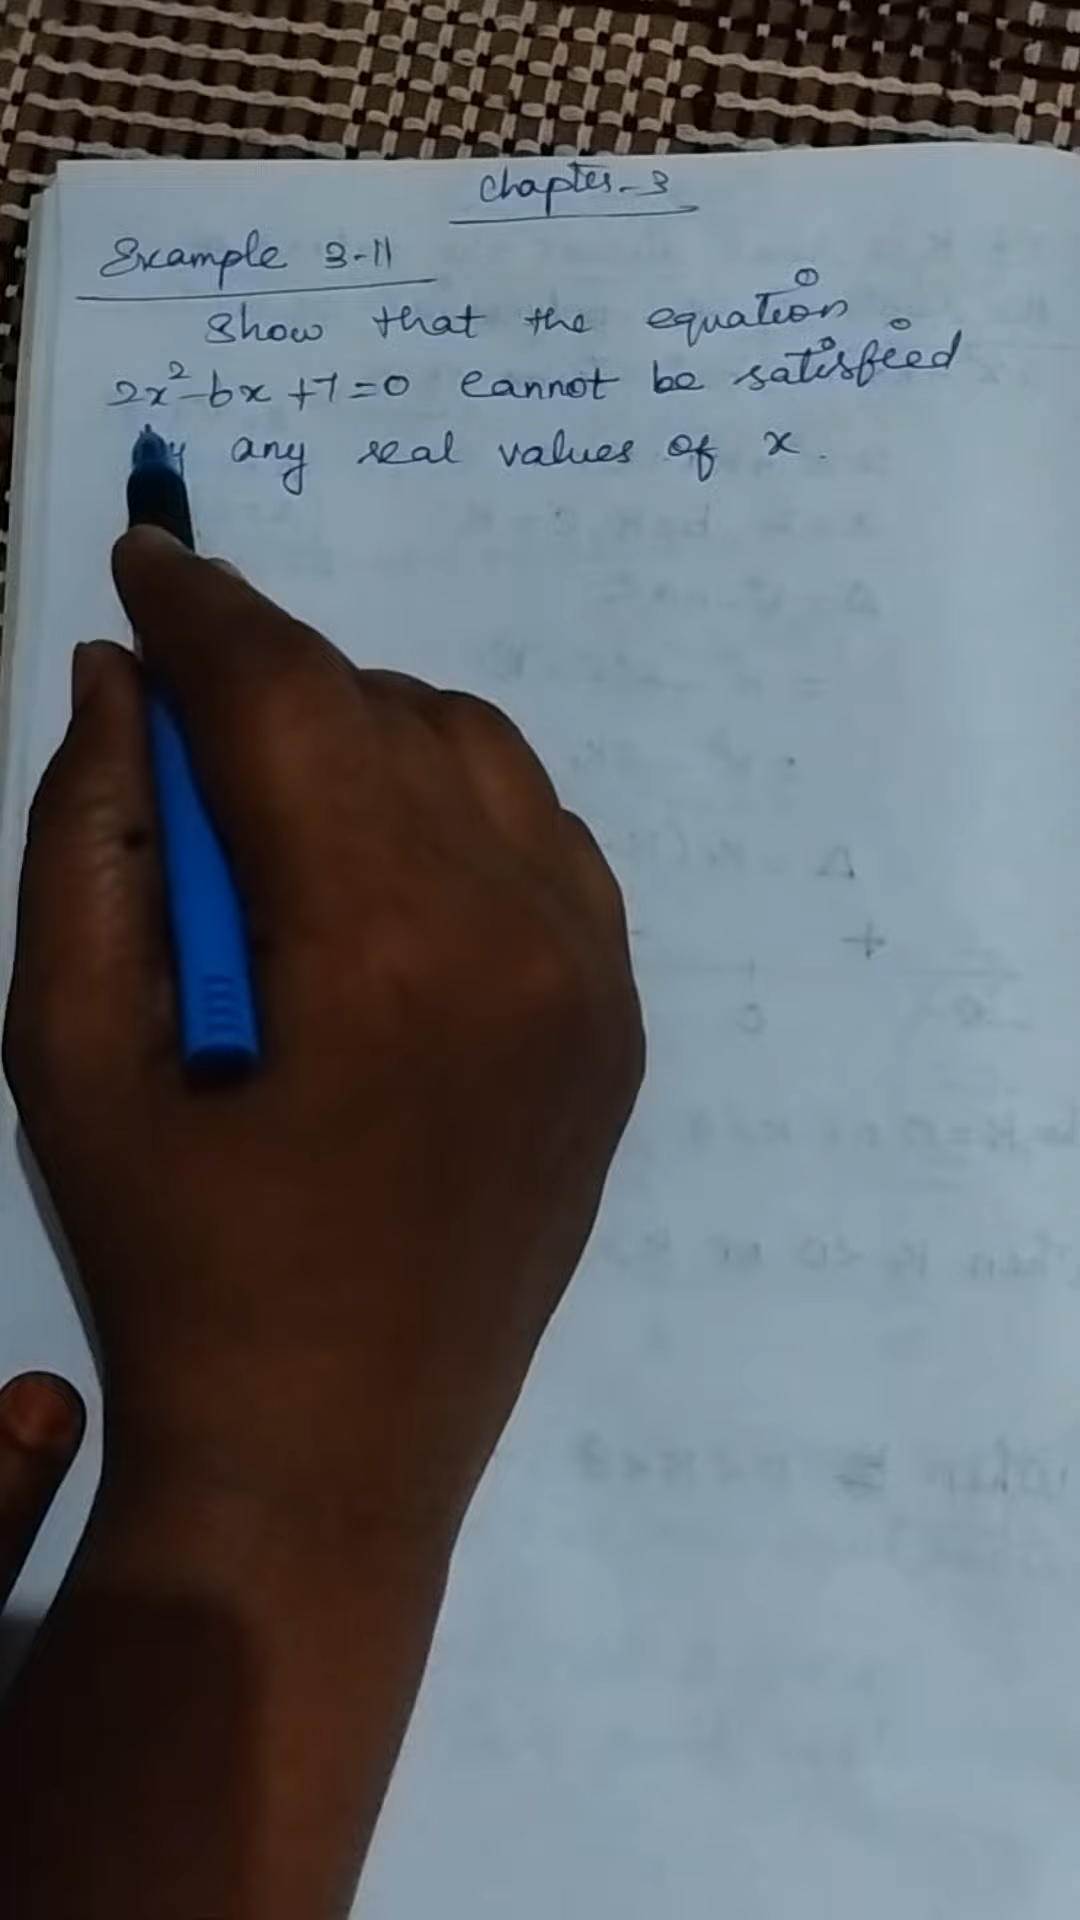 Chapter-3
Example 3-11
Show that the equation
2x²-6x+7=0 cannot be satisfied
by any real values of x.